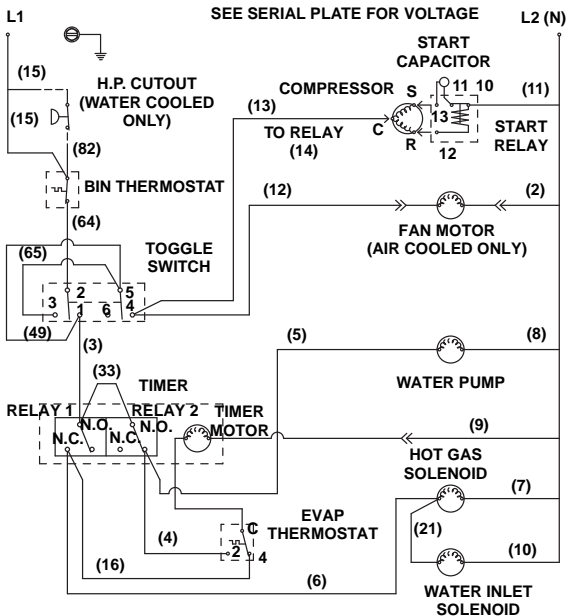 SEE SERIAL PLATE FOR VOLTAGE
L1
L2 (N)
START
CAPACITOR
(15)
H.P. CUTOUT
(WATER COOLED
ONLY)
COMPRESSOR
S
11
10
(11)
(15)
(13)
C
13
START
RELAY
TO RELAY
(14)
R
12
(82)
BIN THERMOSTAT
(12)
(2)
(64)
FAN MOTOR
(AIR COOLED ONLY)
(65)
TOGGLE
SWITCH
2
5
3
1
6
4
(49)
(3)
(5)
(8)
(33)
WATER PUMP
TIMER
RELAY 1
RELAY 2
TIMER
MOTOR
N.O.
N.O.
N.C.
N.C.
(9)
HOT GAS
SOLENOID
(7)
EVAP
THERMOSTAT
C
2
4
(4)
(21)
(16)
(6)
(10)
WATER INLET
SOLENOID